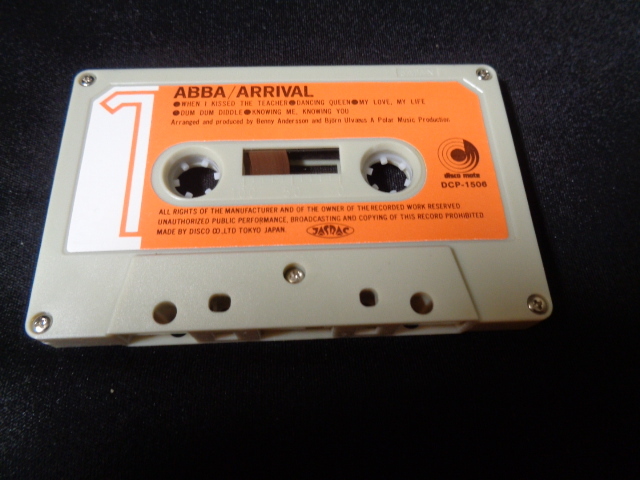 1
ABBA/ARRIVAL
●WHEN I KISSED THE TEACHER●DANCING QUEEN●MY LOVE, MY LIFE
●DUM DUM DIDDLE●KNOWING ME, KNOWING YOU
Arranged and produced by Benny Andersson and Björn Ulvaeus A Polar Music Production
disco mate
DCP-1506
ALL RIGHTS OF THE MANUFACTURER AND OF THE OWNER OF THE RECORDED WORK RESERVED
UNAUTHORIZED PUBLIC PERFORMANCE, BROADCASTING AND COPYING OF THIS RECORD PROHIBITED
MADE BY DISCO CO.,LTD TOKYO JAPAN.
JASRAC